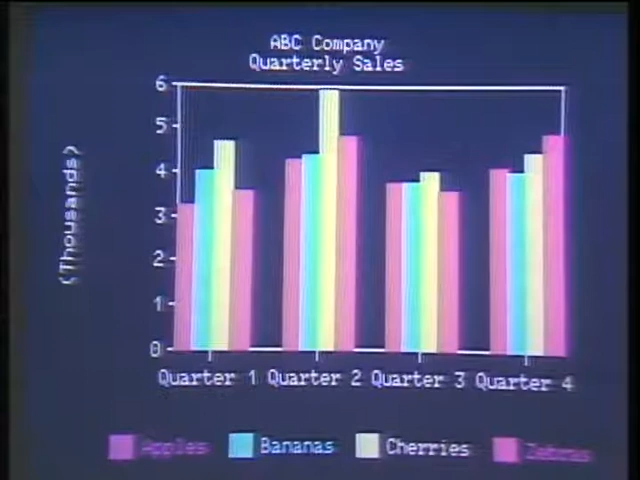 ABC Company
Quarterly Sales
6
5
4
3
2
1
0
(Thousands)
Quarter 1 Quarter 2 Quarter 3 Quarter 4
Apples Bananas Cherries Zebras